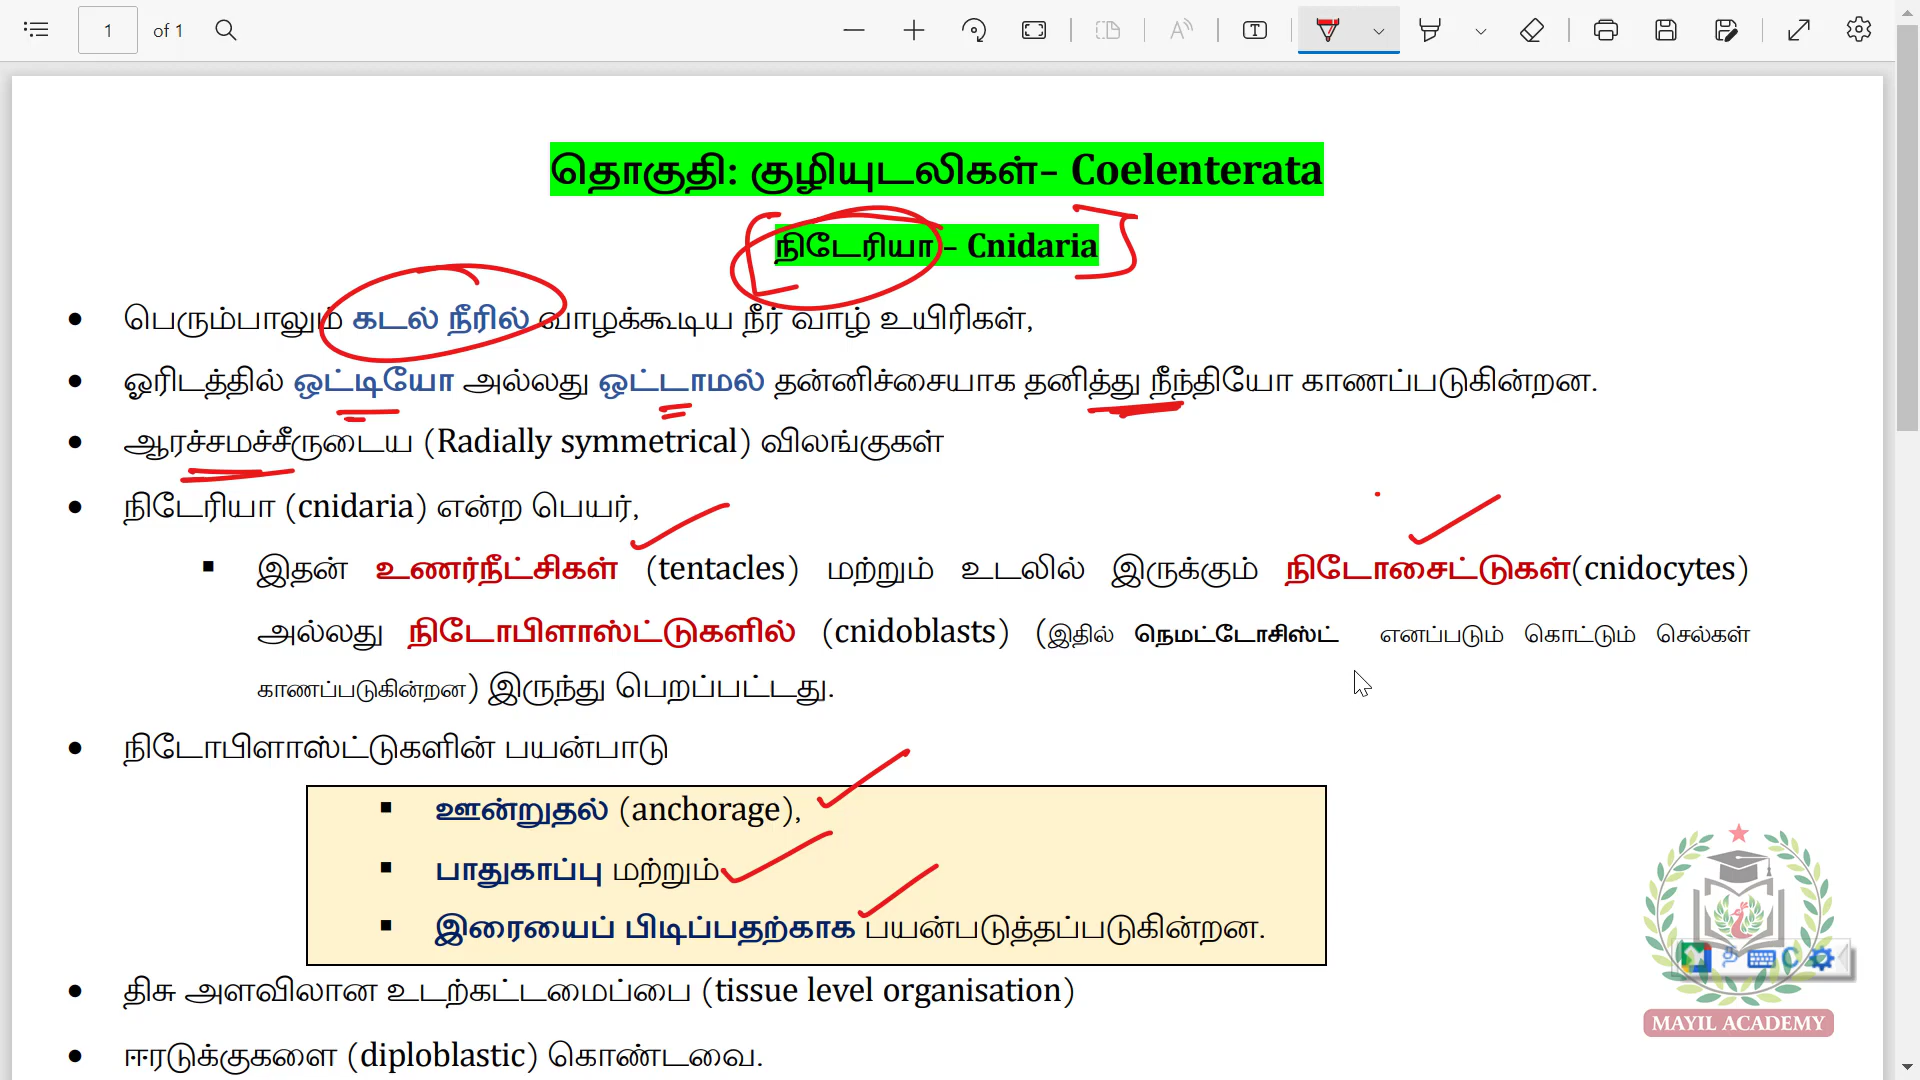 1 of 1
தொகுதி: குழியுடலிகள்– Coelenterata
நிடேரியா – Cnidaria
• பெரும்பாலும் கடல் நீரில் வாழக்கூடிய நீர் வாழ் உயிரிகள்,
• ஓரிடத்தில் ஒட்டியோ அல்லது ஒட்டாமல் தன்னிச்சையாக தனித்து நீந்தியோ காணப்படுகின்றன.
• ஆரச்சமச்சீருடைய (Radially symmetrical) விலங்குகள்
• நிடேரியா (cnidaria) என்ற பெயர்,
▪ இதன் உணர்நீட்சிகள் (tentacles) மற்றும் உடலில் இருக்கும் நிடோசைட்டுகள்(cnidocytes)
அல்லது நிடோபிளாஸ்ட்டுகளில் (cnidoblasts) (இதில் நெமட்டோசிஸ்ட் எனப்படும் கொட்டும் செல்கள்
காணப்படுகின்றன) இருந்து பெறப்பட்டது.
• நிடோபிளாஸ்ட்டுகளின் பயன்பாடு
▪ ஊன்றுதல் (anchorage),
▪ பாதுகாப்பு மற்றும்
▪ இரையைப் பிடிப்பதற்காக பயன்படுத்தப்படுகின்றன.
• திசு அளவிலான உடற்கட்டமைப்பை (tissue level organisation)
• ஈரடுக்குகளை (diploblastic) கொண்டவை.
MAYIL ACADEMY